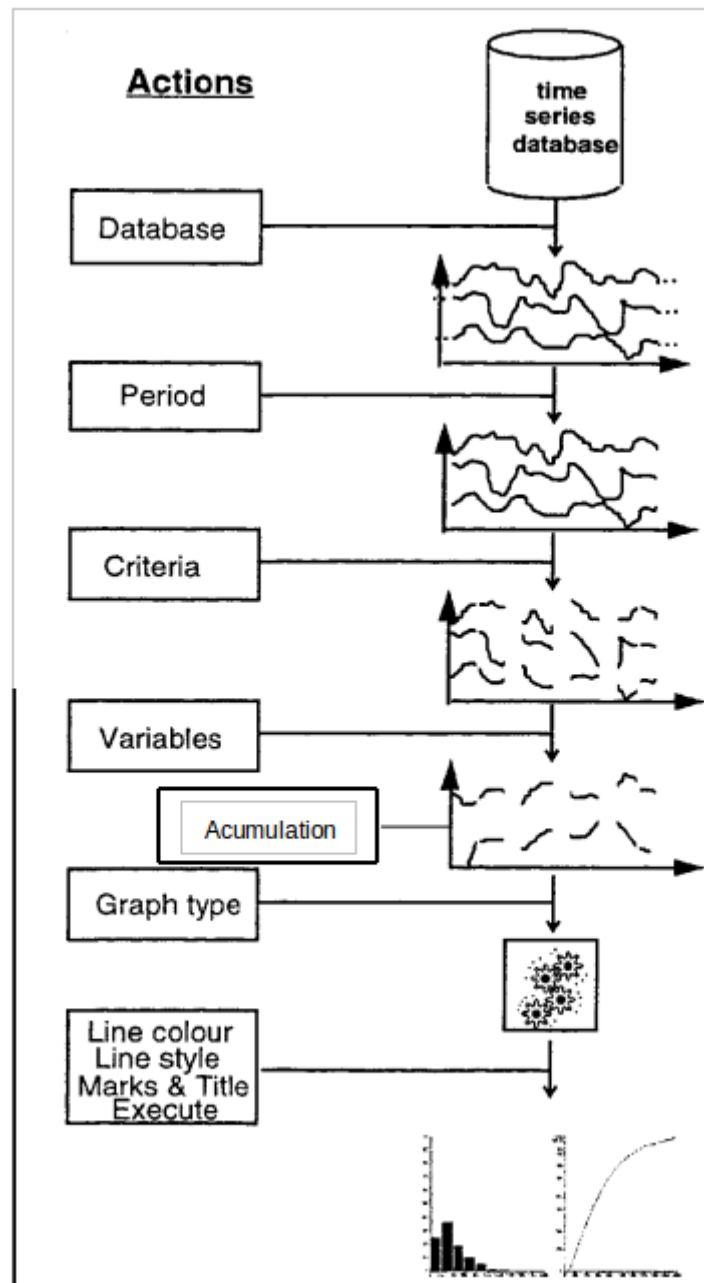 Actions
time
series
database
Database
Period
Criteria
Variables
Acumulation
Graph type
Line colour
Line style
Marks & Title
Execute